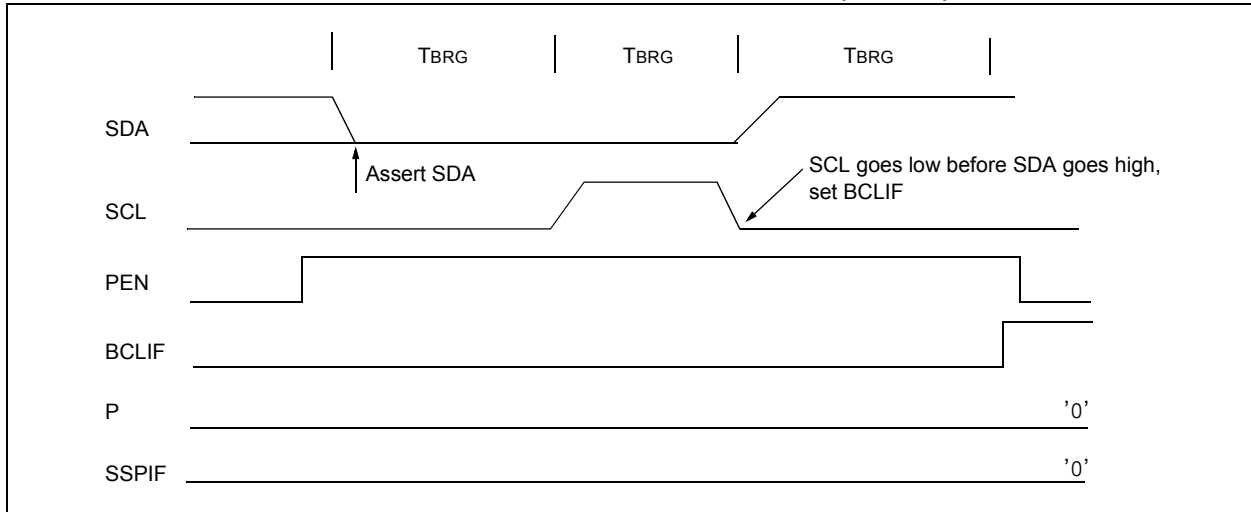 TBRG TBRG TBRG
SDA
Assert SDA
SCL goes low before SDA goes high,
set BCLIF
SCL
PEN
BCLIF
P '0'
SSPIF '0'